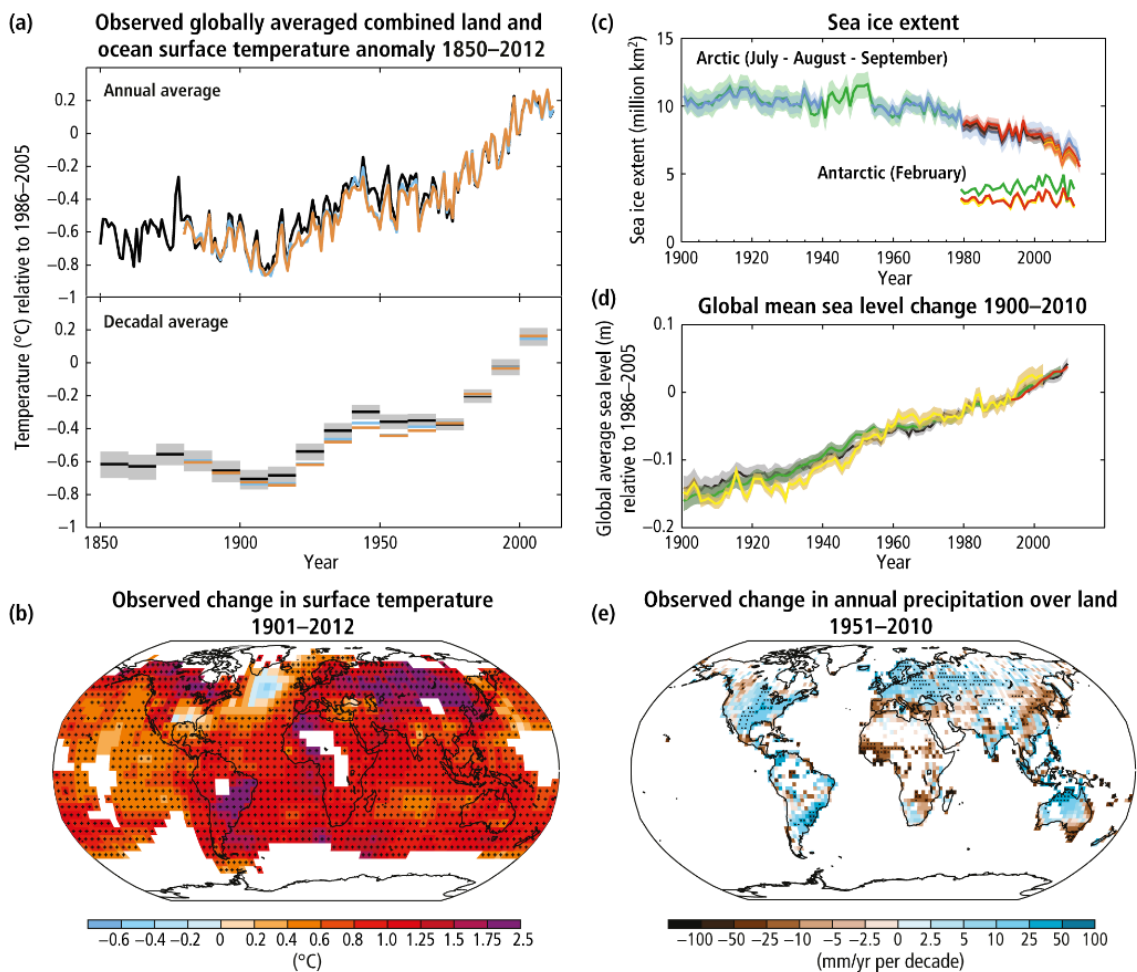 (a)
Observed globally averaged combined land and
ocean surface temperature anomaly 1850–2012
Annual average
0.2
0
−0.2
−0.4
−0.6
−0.8
−1
Decadal average
0.2
0
−0.2
−0.4
−0.6
−0.8
−1
Temperature (°C) relative to 1986–2005
1850
1900
1950
2000
Year
(b)
Observed change in surface temperature
1901–2012
−0.6
−0.4
−0.2
0
0.2
0.4
0.6
0.8
1.0
1.25
1.5
1.75
2.5
(°C)
(c)
Sea ice extent
15
10
5
0
Sea ice extent (million km²)
Arctic (July - August - September)
Antarctic (February)
1900
1920
1940
1960
1980
2000
Year
(d)
Global mean sea level change 1900–2010
0.1
0
−0.1
−0.2
Global average sea level (m)
relative to 1986–2005
1900
1920
1940
1960
1980
2000
Year
(e)
Observed change in annual precipitation over land
1951–2010
−100
−50
−25
−10
−5
−2.5
0
2.5
5
10
25
50
100
(mm/yr per decade)